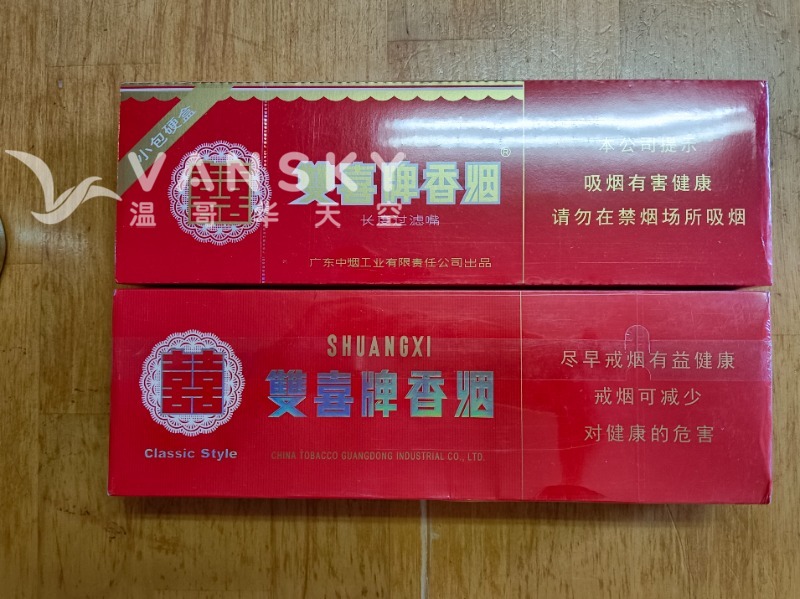 小包硬盒
囍
雙喜牌香烟
®
长度过滤嘴
广东中烟工业有限责任公司出品
本公司提示
吸烟有害健康
请勿在禁烟场所吸烟
VANSKY
温哥华天空
囍
Classic Style
SHUANGXI
雙喜牌香烟
CHINA TOBACCO GUANGDONG INDUSTRIAL CO., LTD.
尽早戒烟有益健康
戒烟可减少
对健康的危害